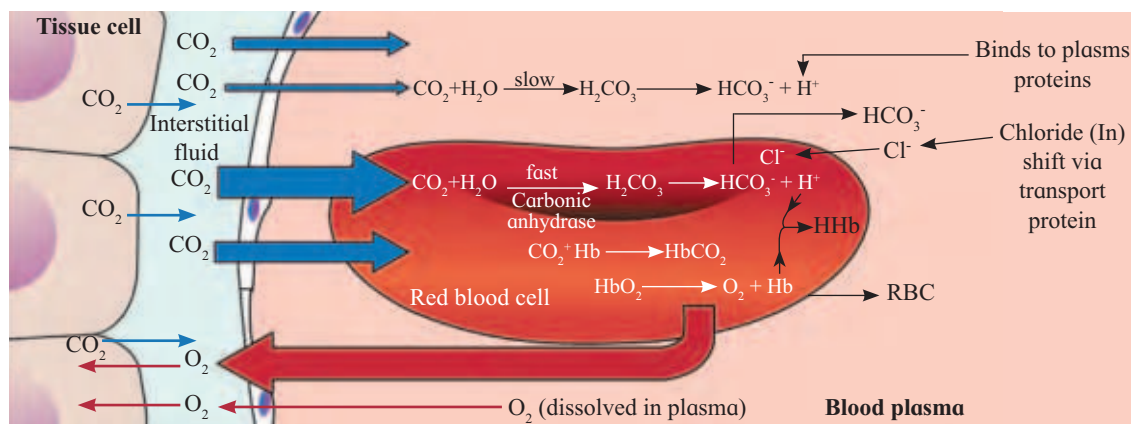 Tissue cell
CO₂
CO₂
CO₂
Interstitial
fluid
CO₂
CO₂
CO₂
CO₂
O₂
O₂
CO₂+H₂O slow H₂CO₃ HCO₃⁻ + H⁺
Binds to plasms
proteins
HCO₃⁻
Cl⁻
Chloride (In)
shift via
transport
protein
Cl⁻
CO₂+H₂O fast H₂CO₃ HCO₃⁻ + H⁺
Carbonic
anhydrase
HHb
CO₂⁺Hb HbCO₂
HbO₂ O₂ + Hb
Red blood cell
RBC
O₂ (dissolved in plasma)
Blood plasma